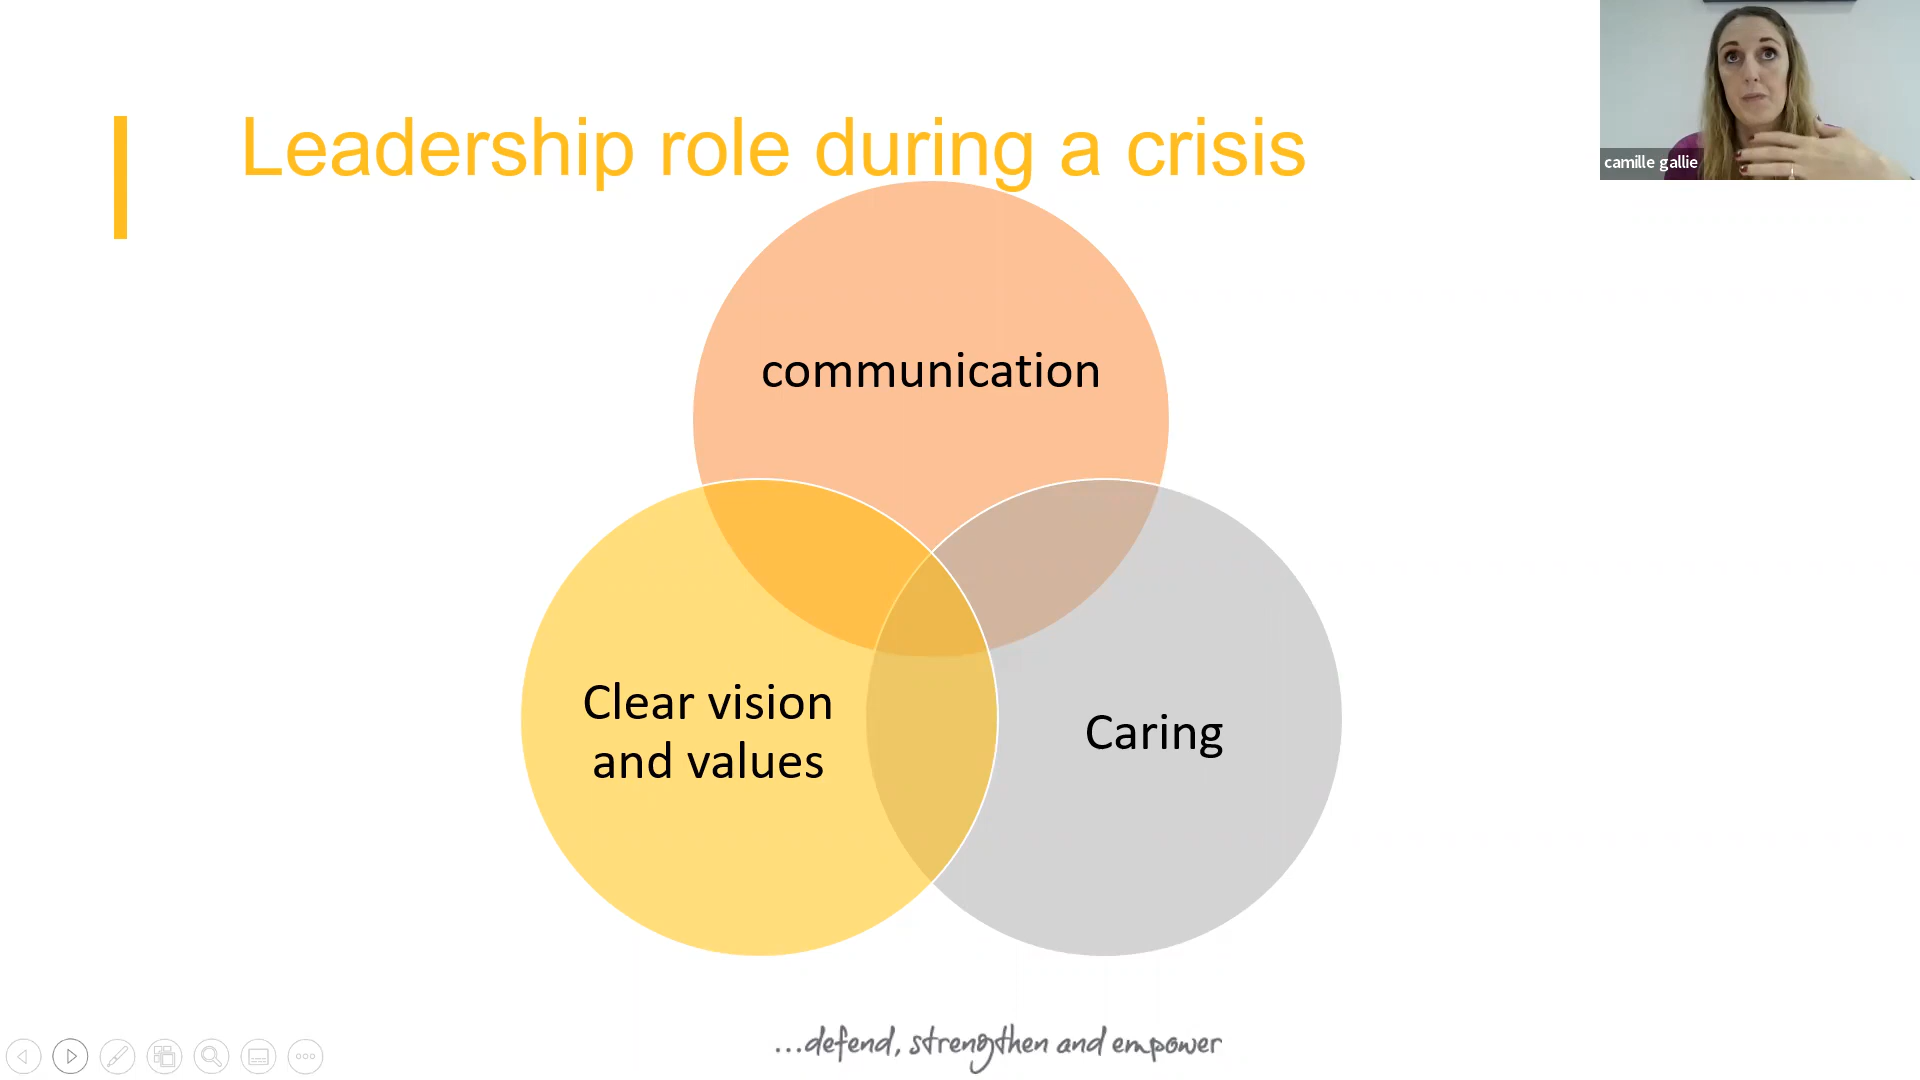 Leadership role during a crisis
camille gallie
communication
Clear vision
and values
Caring
...defend, strengthen and empower